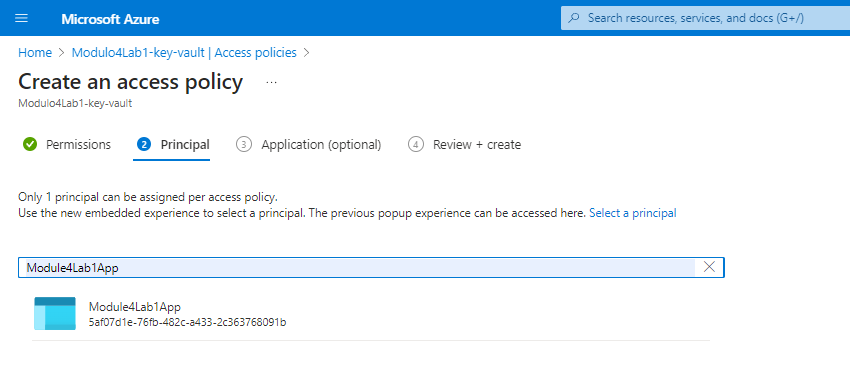 Microsoft Azure
Search resources, services, and docs (G+/)
Home > Modulo4Lab1-key-vault | Access policies >
Create an access policy ...
Modulo4Lab1-key-vault
Permissions 2 Principal 3 Application (optional) 4 Review + create
Only 1 principal can be assigned per access policy.
Use the new embedded experience to select a principal. The previous popup experience can be accessed here. Select a principal
Module4Lab1App
Module4Lab1App
5af07d1e-76fb-482c-a433-2c363768091b